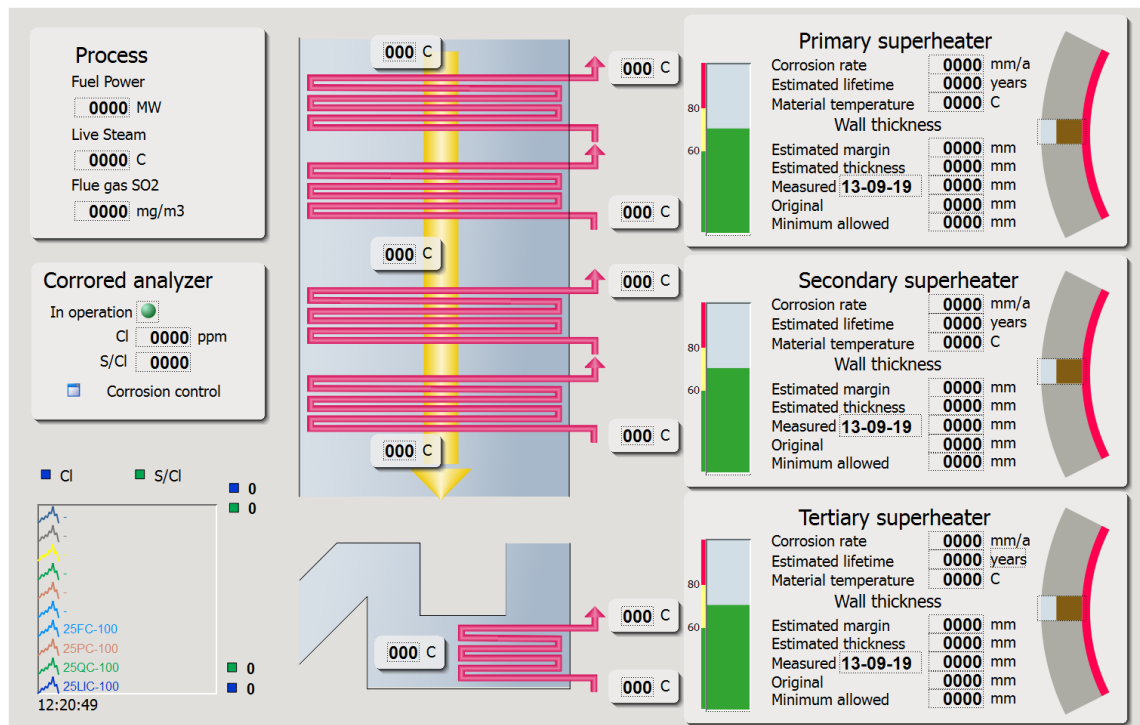 Process
Fuel Power
0000 MW
Live Steam
0000 C
Flue gas SO2
0000 mg/m3
Corrored analyzer
In operation
Cl 0000 ppm
S/Cl 0000
Corrosion control
Cl S/Cl
0
0
-
-
-
-
-
25FC-100
25PC-100
25QC-100
25LIC-100
0
0
12:20:49
000 C
000 C
000 C
000 C
000 C
000 C
000 C
000 C
000 C
000 C
Primary superheater
Corrosion rate 0000 mm/a
Estimated lifetime 0000 years
Material temperature 0000 C
Wall thickness
Estimated margin 0000 mm
Estimated thickness 0000 mm
Measured 13-09-19 0000 mm
Original 0000 mm
Minimum allowed 0000 mm
80
60
Secondary superheater
Corrosion rate 0000 mm/a
Estimated lifetime 0000 years
Material temperature 0000 C
Wall thickness
Estimated margin 0000 mm
Estimated thickness 0000 mm
Measured 13-09-19 0000 mm
Original 0000 mm
Minimum allowed 0000 mm
80
60
Tertiary superheater
Corrosion rate 0000 mm/a
Estimated lifetime 0000 years
Material temperature 0000 C
Wall thickness
Estimated margin 0000 mm
Estimated thickness 0000 mm
Measured 13-09-19 0000 mm
Original 0000 mm
Minimum allowed 0000 mm
80
60